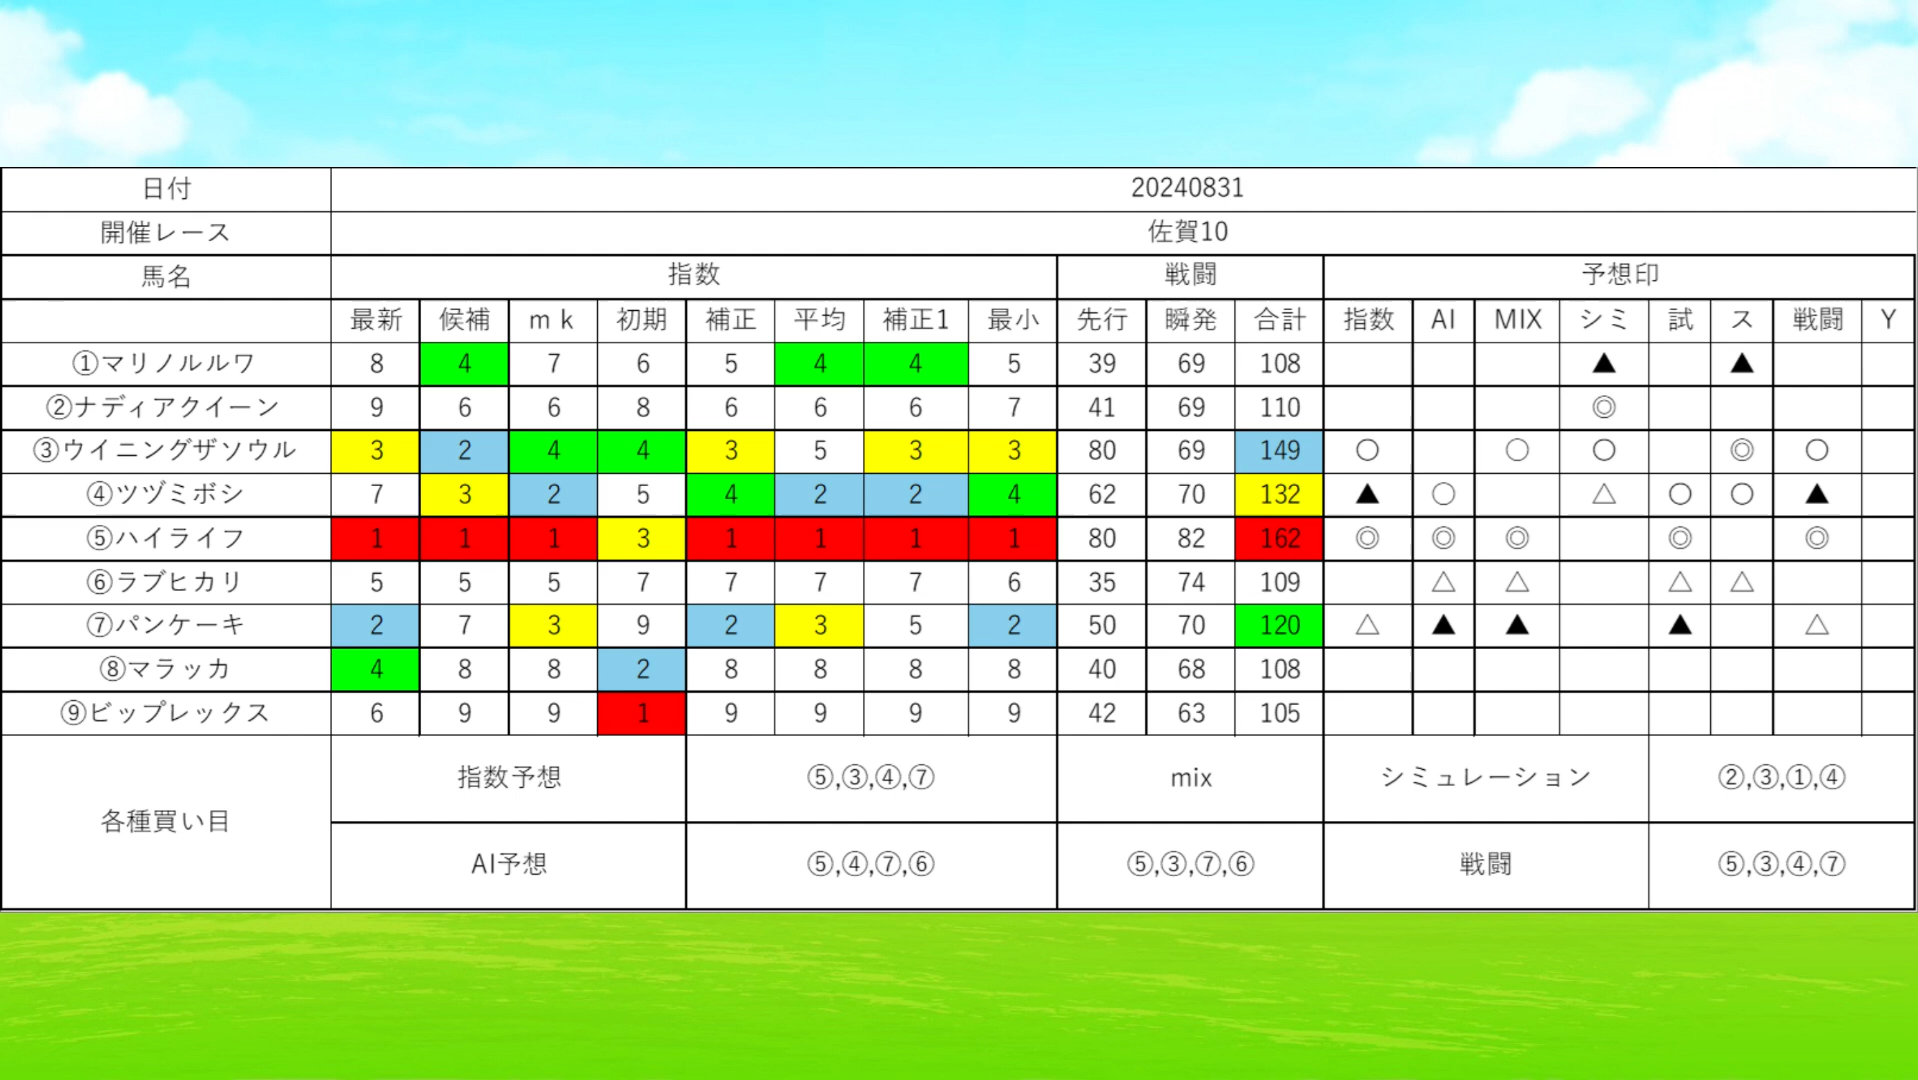 日付 20240831
開催レース 佐賀10
馬名 指数 戦闘 予想印
最新 候補 mk 初期 補正 平均 補正1 最小 先行 瞬発 合計 指数 AI MIX シミ 試 ス 戦闘 Y
①マリノルルワ 8 4 7 6 5 4 4 5 39 69 108 ▲ ▲
②ナディアクイーン 9 6 6 8 6 6 6 7 41 69 110 ◎
③ウイニングザソウル 3 2 4 4 3 5 3 3 80 69 149 ○ ○ ○ ◎ ○
④ツヅミボシ 7 3 2 5 4 2 2 4 62 70 132 ▲ ○ △ ○ ○ ▲
⑤ハイライフ 1 1 1 3 1 1 1 1 80 82 162 ◎ ◎ ◎ ◎ ◎
⑥ラブヒカリ 5 5 5 7 7 7 7 6 35 74 109 △ △ △ △
⑦パンケーキ 2 7 3 9 2 3 5 2 50 70 120 △ ▲ ▲ ▲ △
⑧マラッカ 4 8 8 2 8 8 8 8 40 68 108
⑨ビップレックス 6 9 9 1 9 9 9 9 42 63 105
各種買い目
指数予想 ⑤,③,④,⑦ mix シミュレーション ②,③,①,④
AI予想 ⑤,④,⑦,⑥ ⑤,③,⑦,⑥ 戦闘 ⑤,③,④,⑦